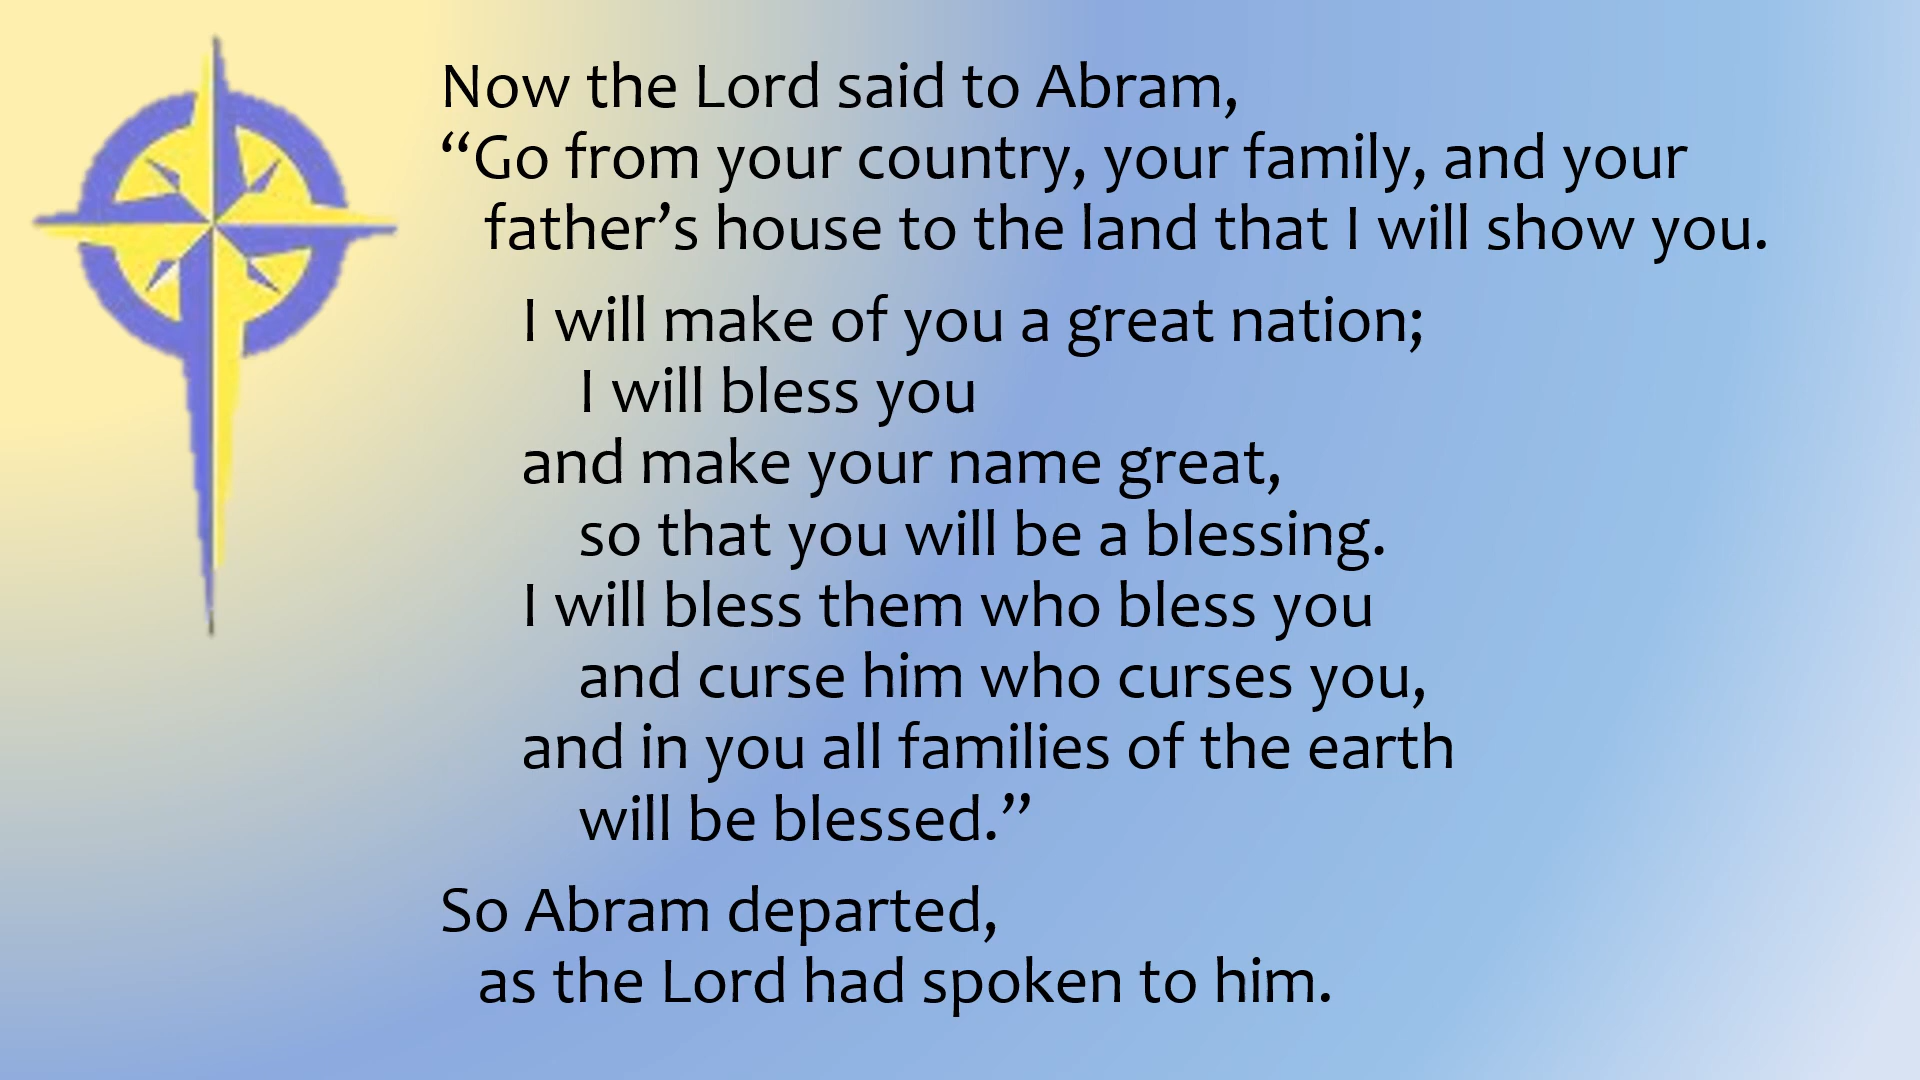 Now the Lord said to Abram,
“Go from your country, your family, and your
father’s house to the land that I will show you.
I will make of you a great nation;
I will bless you
and make your name great,
so that you will be a blessing.
I will bless them who bless you
and curse him who curses you,
and in you all families of the earth
will be blessed.”
So Abram departed,
as the Lord had spoken to him.